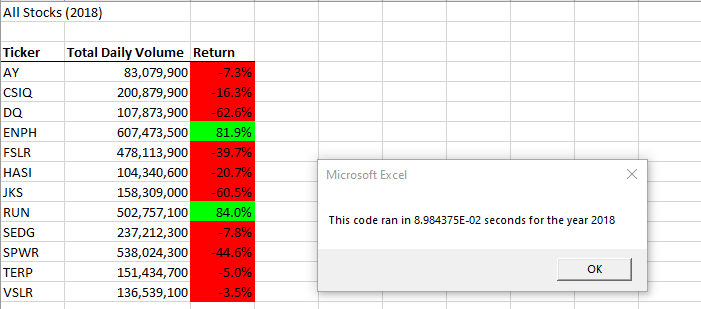 All Stocks (2018)
Ticker Total Daily Volume Return
AY 83,079,900 -7.3%
CSIQ 200,879,900 -16.3%
DQ 107,873,900 -62.6%
ENPH 607,473,500 81.9%
FSLR 478,113,900 -39.7%
HASI 104,340,600 -20.7%
JKS 158,309,000 -60.5%
RUN 502,757,100 84.0%
SEDG 237,212,300 -7.8%
SPWR 538,024,300 -44.6%
TERP 151,434,700 -5.0%
VSLR 136,539,100 -3.5%
Microsoft Excel
This code ran in 8.984375E-02 seconds for the year 2018
OK